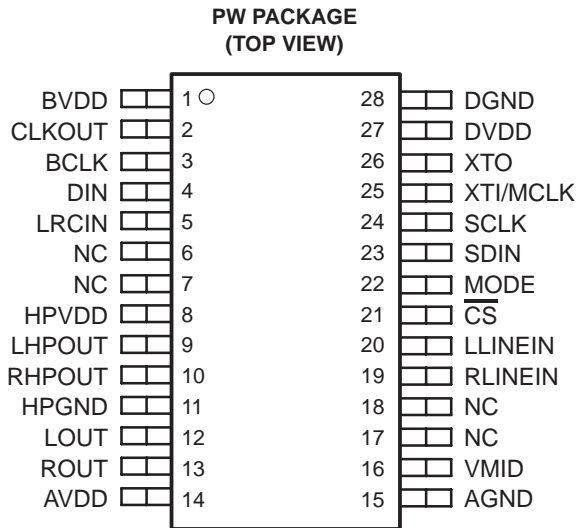 PW PACKAGE
(TOP VIEW)
BVDD 1 28 DGND
CLKOUT 2 27 DVDD
BCLK 3 26 XTO
DIN 4 25 XTI/MCLK
LRCIN 5 24 SCLK
NC 6 23 SDIN
NC 7 22 MODE
HPVDD 8 21 C̅S̅
LHPOUT 9 20 LLINEIN
RHPOUT 10 19 RLINEIN
HPGND 11 18 NC
LOUT 12 17 NC
ROUT 13 16 VMID
AVDD 14 15 AGND